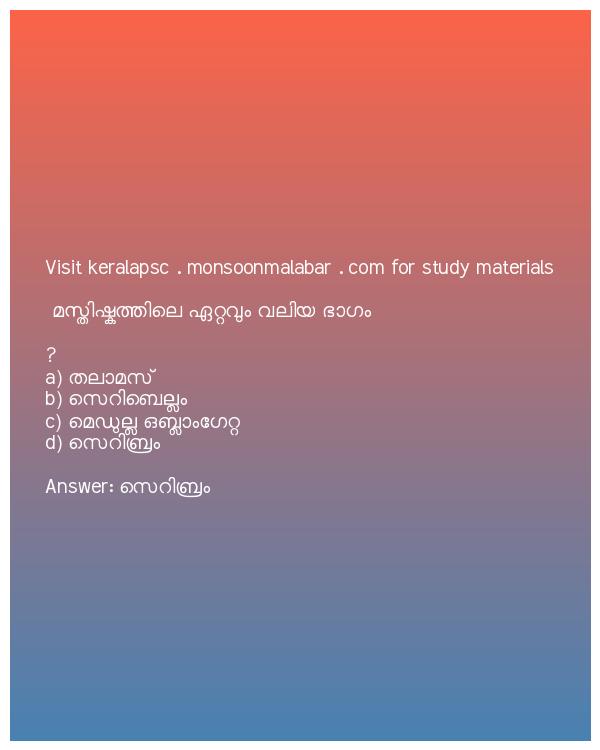 Visit keralapsc . monsoonmalabar . com for study materials
മസ്തിഷ്കത്തിലെ ഏറ്റവും വലിയ ഭാഗം
?
a) തലാമസ്
b) സെറിബെല്ലം
c) മെഡുല്ല ഒബ്ലാംഗേറ്റ
d) സെറിബ്രം
Answer: സെറിബ്രം